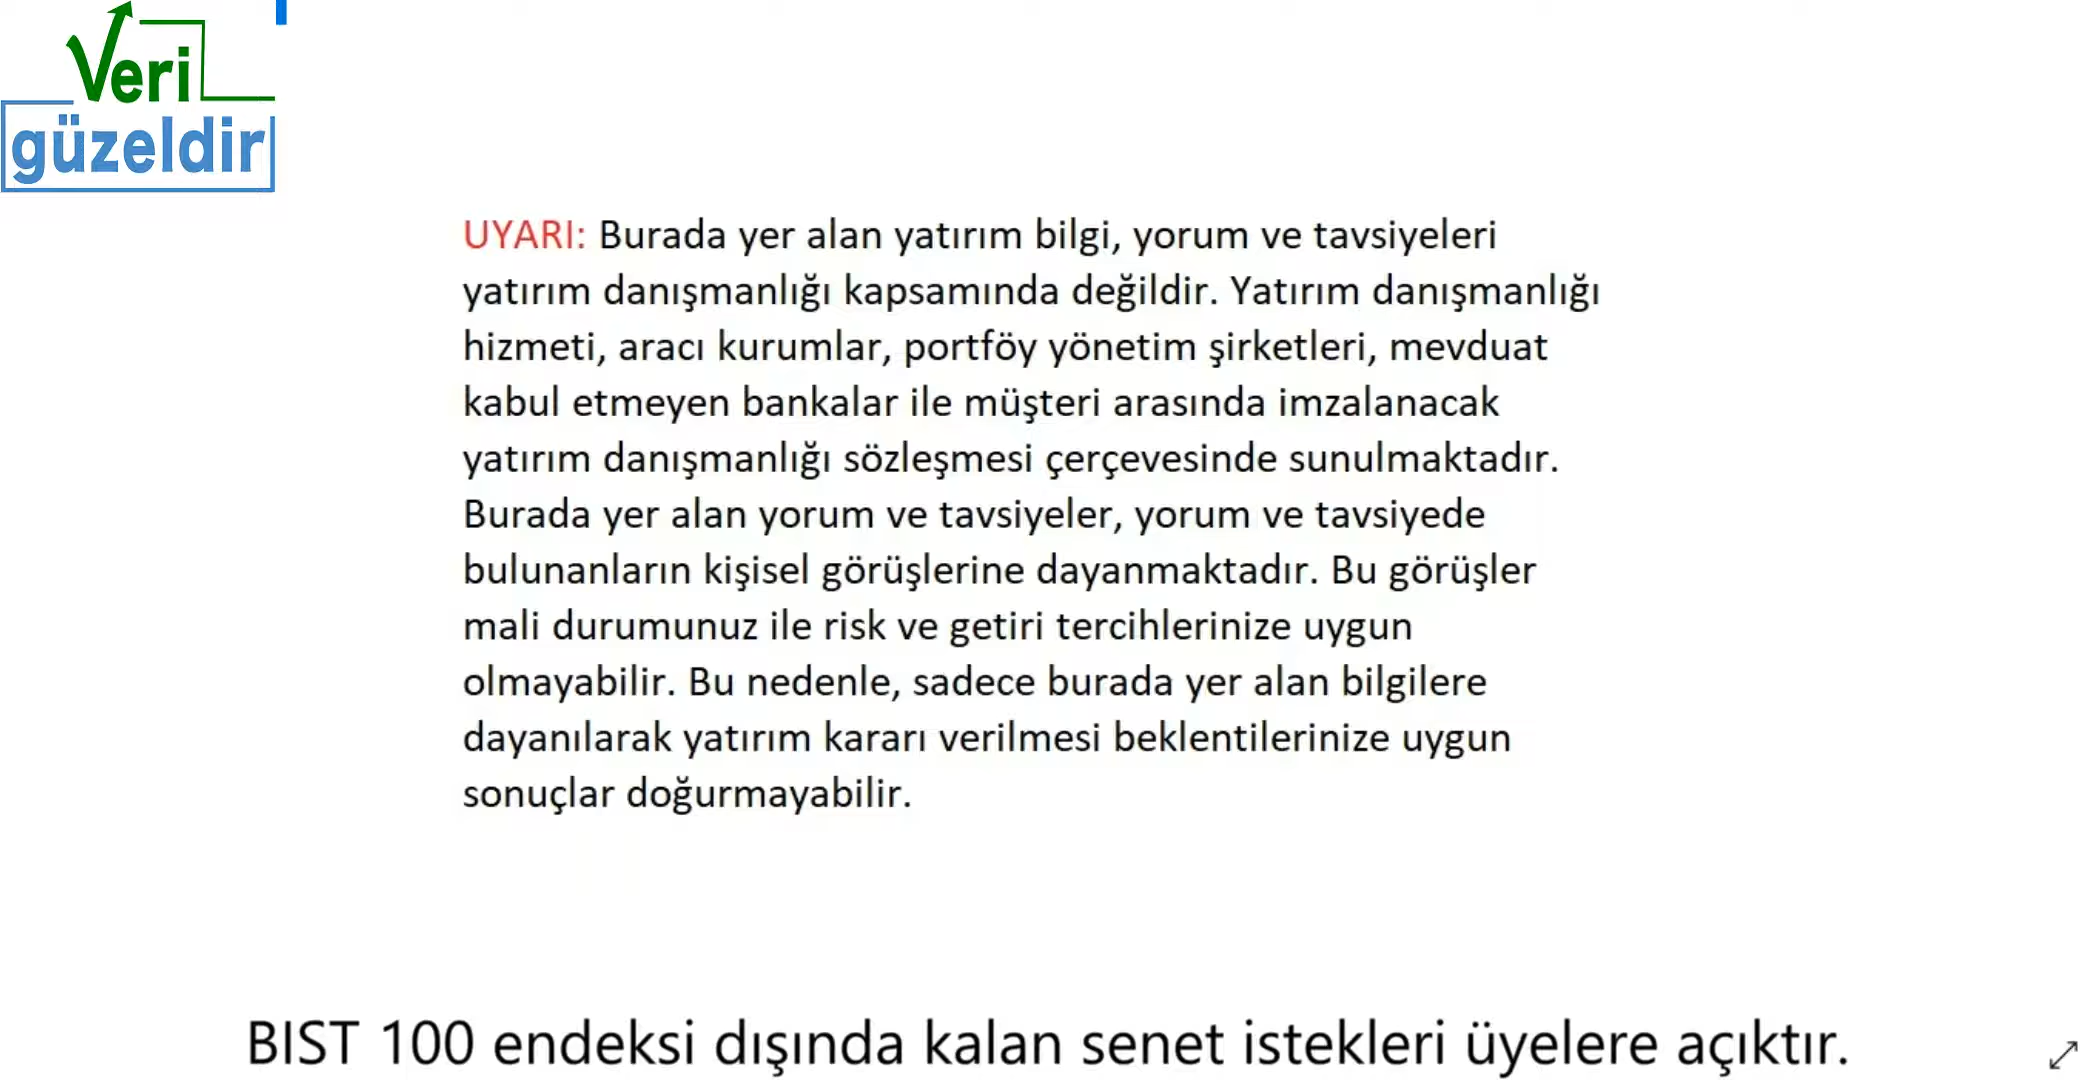 Veri
güzeldir
UYARI: Burada yer alan yatırım bilgi, yorum ve tavsiyeleri
yatırım danışmanlığı kapsamında değildir. Yatırım danışmanlığı
hizmeti, aracı kurumlar, portföy yönetim şirketleri, mevduat
kabul etmeyen bankalar ile müşteri arasında imzalanacak
yatırım danışmanlığı sözleşmesi çerçevesinde sunulmaktadır.
Burada yer alan yorum ve tavsiyeler, yorum ve tavsiyede
bulunanların kişisel görüşlerine dayanmaktadır. Bu görüşler
mali durumunuz ile risk ve getiri tercihlerinize uygun
olmayabilir. Bu nedenle, sadece burada yer alan bilgilere
dayanılarak yatırım kararı verilmesi beklentilerinize uygun
sonuçlar doğurmayabilir.
BIST 100 endeksi dışında kalan senet istekleri üyelere açıktır.